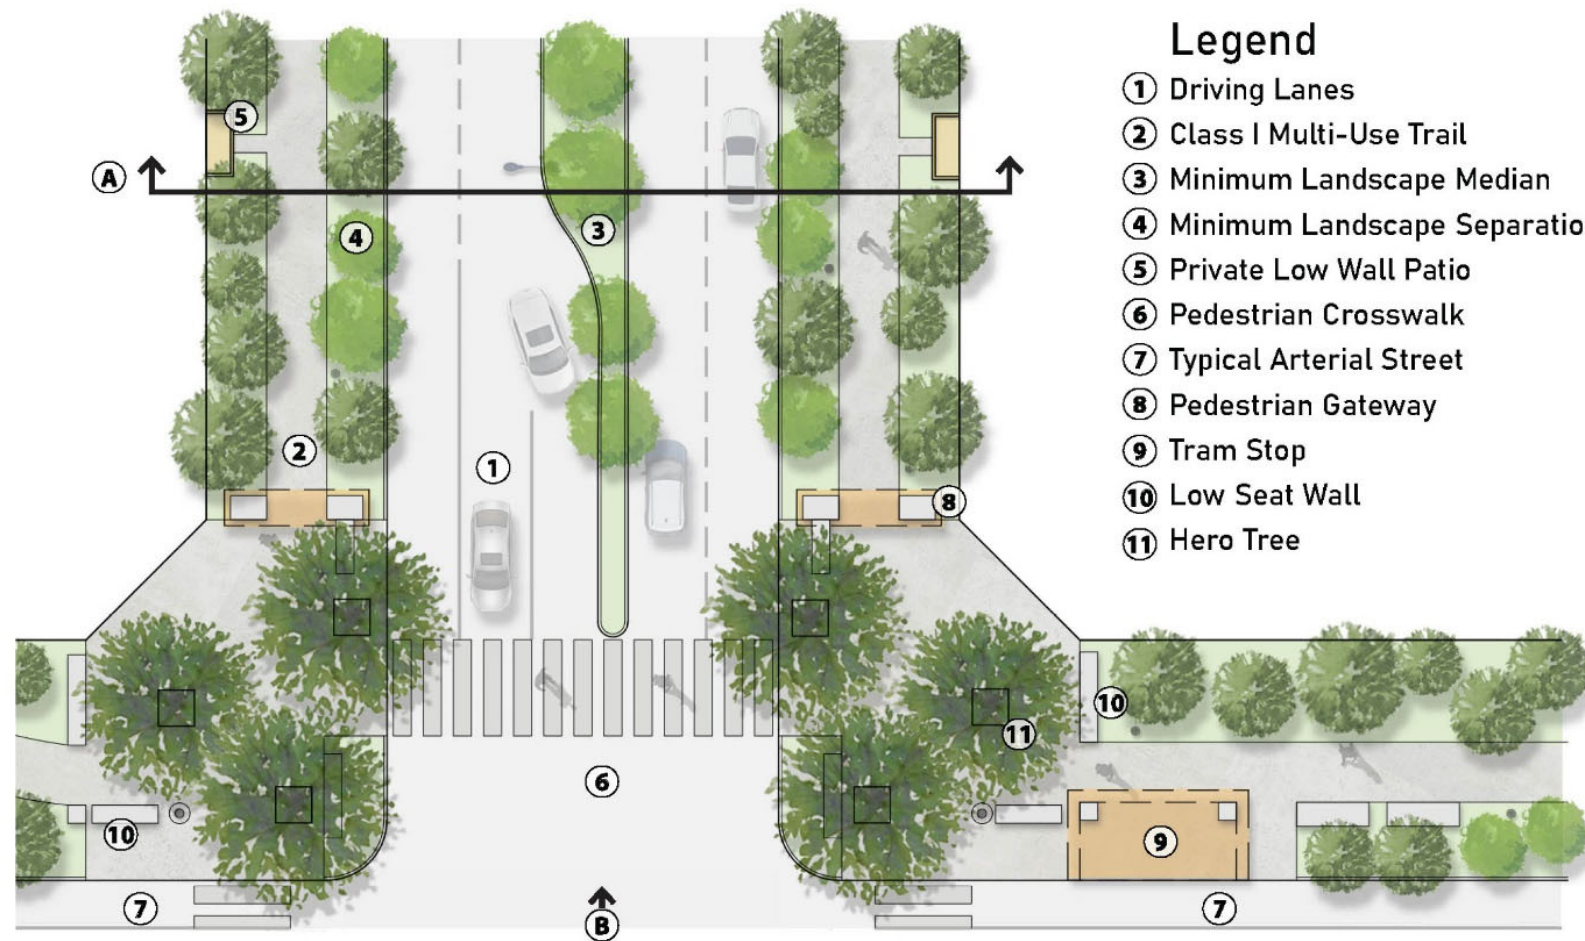 Legend
1 Driving Lanes
2 Class I Multi-Use Trail
3 Minimum Landscape Median
4 Minimum Landscape Separatio
5 Private Low Wall Patio
6 Pedestrian Crosswalk
7 Typical Arterial Street
8 Pedestrian Gateway
9 Tram Stop
10 Low Seat Wall
11 Hero Tree
5
A
4
3
2
1
8
10
11
6
10
9
7
B
7